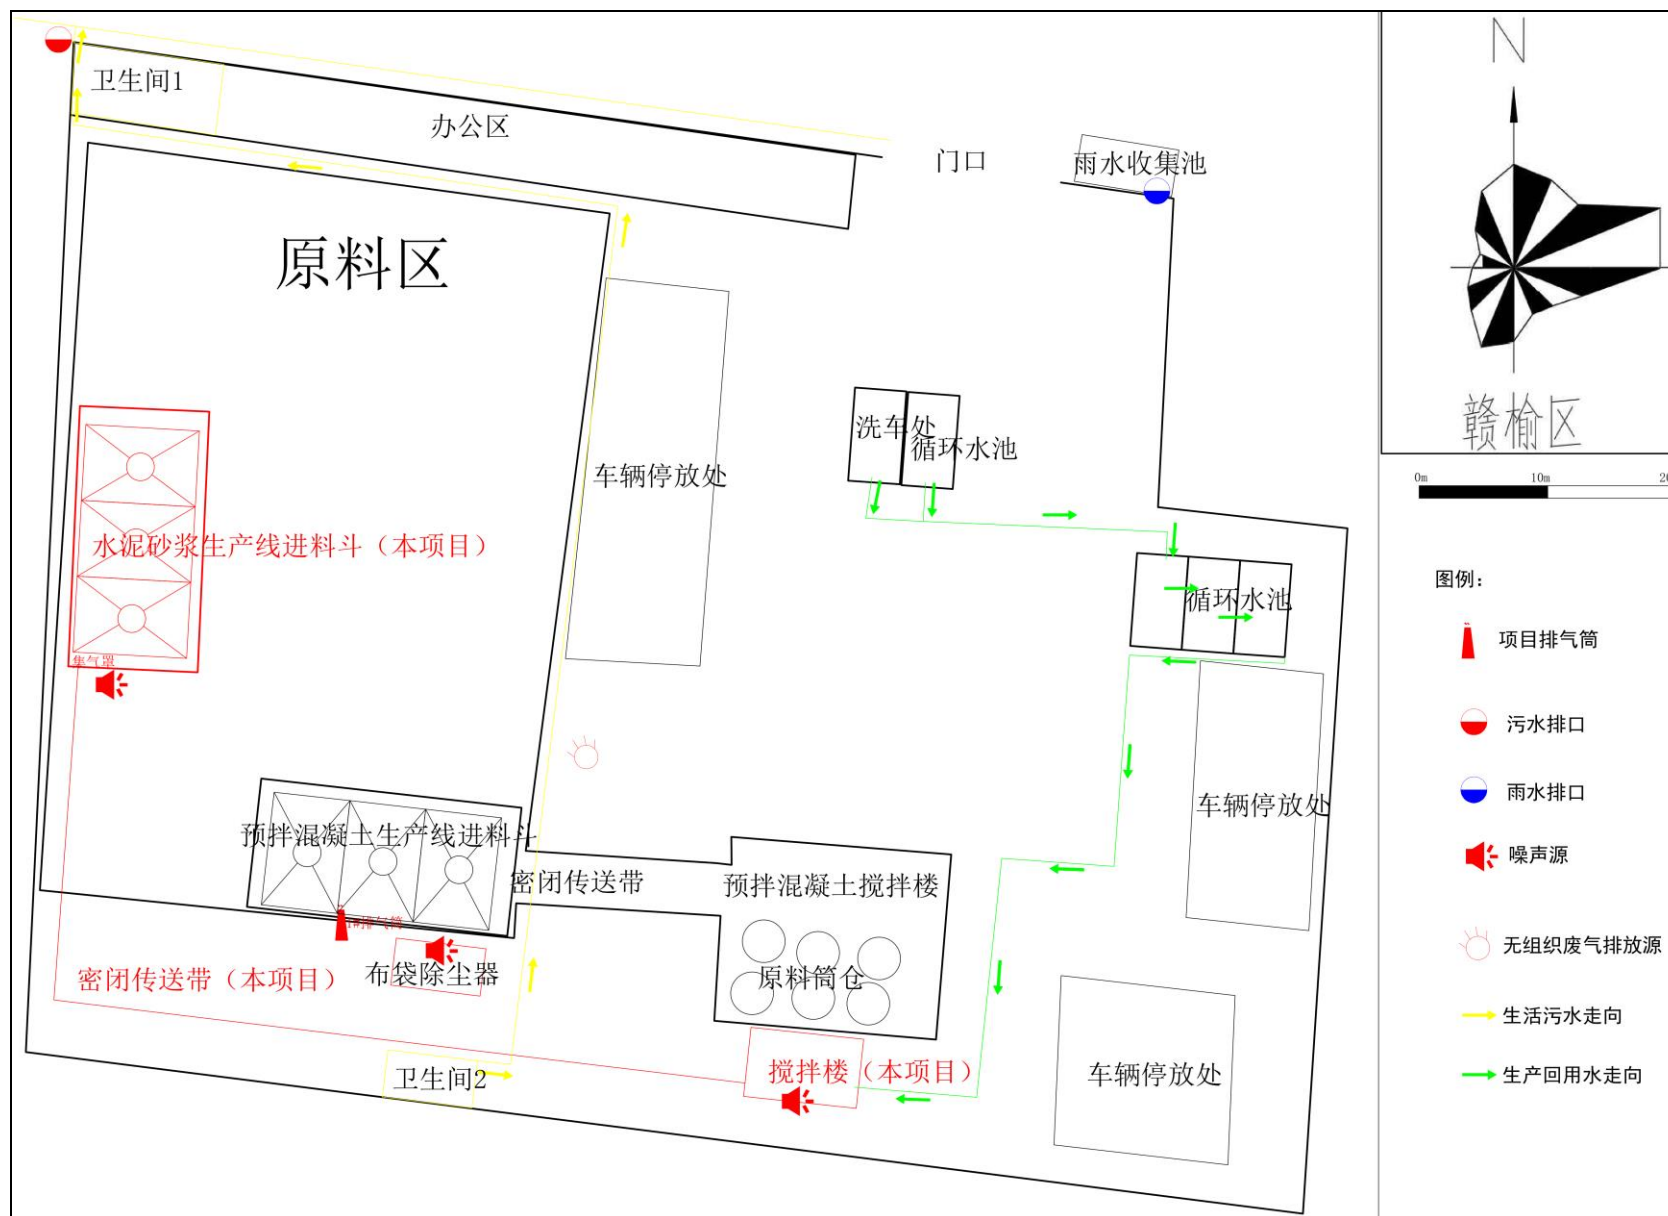 卫生间1
办公区
门口
雨水收集池
原料区
洗车处
循环水池
车辆停放处
水泥砂浆生产线进料斗（本项目）
集气罩
循环水池
车辆停放处
预拌混凝土生产线进料斗
密闭传送带
预拌混凝土搅拌楼
1#排气筒
布袋除尘器
密闭传送带（本项目）
原料筒仓
卫生间2
搅拌楼（本项目）
车辆停放处
N
赣榆区
0m 10m 20
图例：
项目排气筒
污水排口
雨水排口
噪声源
无组织废气排放源
生活污水走向
生产回用水走向